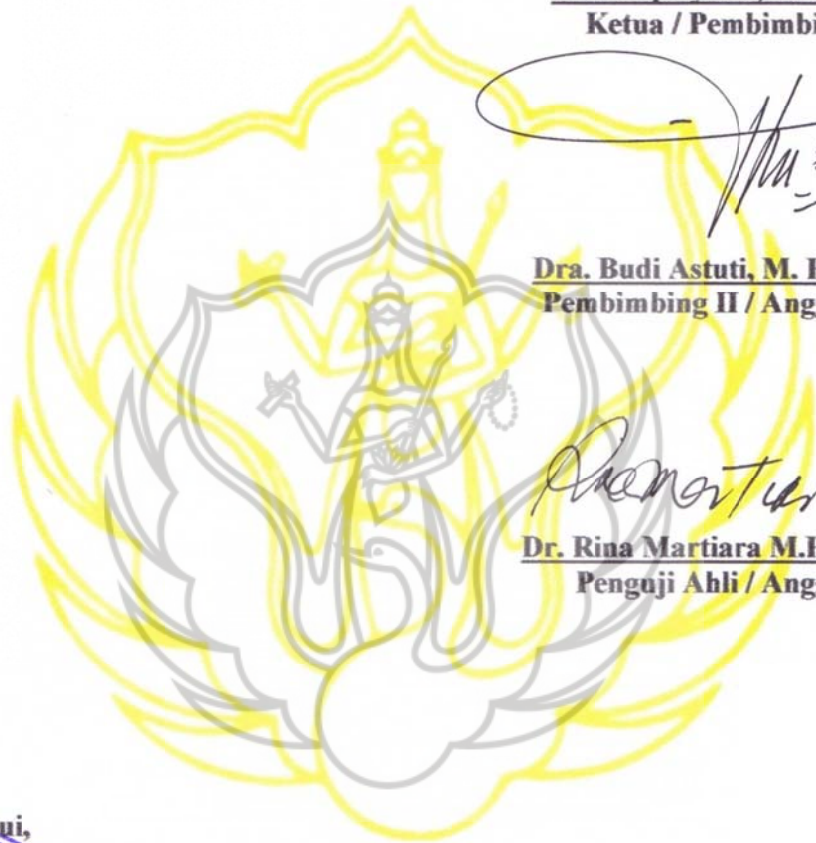 Ketua / Pembimbi
Dra. Budi Astuti, M.
Pembimbing II / Ang
Dr. Rina Martiara M.
Penguji Ahli / Ang
ui,